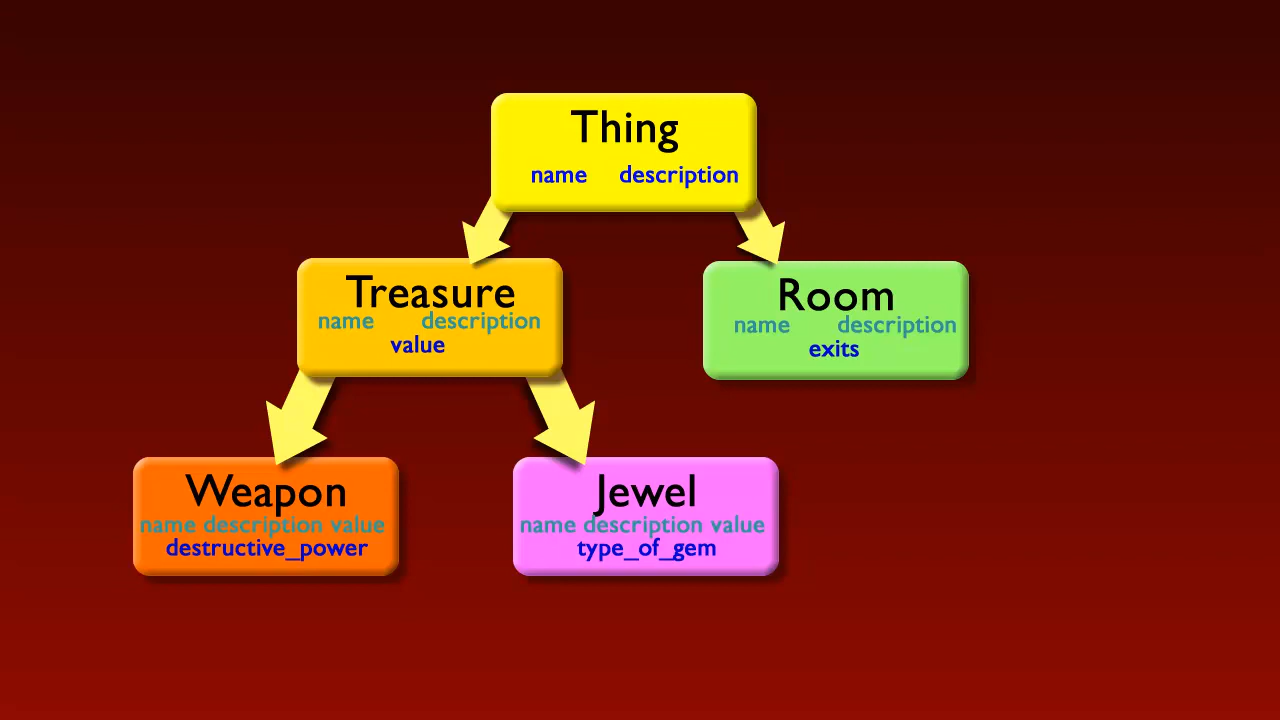 Thing
name description
Treasure
name description
value
Room
name description
exits
Weapon
name description value
destructive_power
Jewel
name description value
type_of_gem